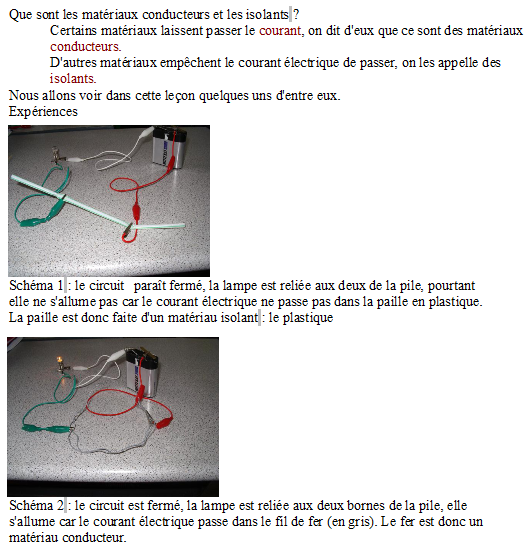 Que sont les matériaux conducteurs et les isolants ?
Certains matériaux laissent passer le courant, on dit d'eux que ce sont des matériaux
conducteurs.
D'autres matériaux empêchent le courant électrique de passer, on les appelle des
isolants.
Nous allons voir dans cette leçon quelques uns d'entre eux.
Expériences
Schéma 1 : le circuit  paraît fermé, la lampe est reliée aux deux de la pile, pourtant
elle ne s'allume pas car le courant électrique ne passe pas dans la paille en plastique.
La paille est donc faite d'un matériau isolant : le plastique
Schéma 2 : le circuit est fermé, la lampe est reliée aux deux bornes de la pile, elle
s'allume car le courant électrique passe dans le fil de fer (en gris). Le fer est donc un
matériau conducteur.